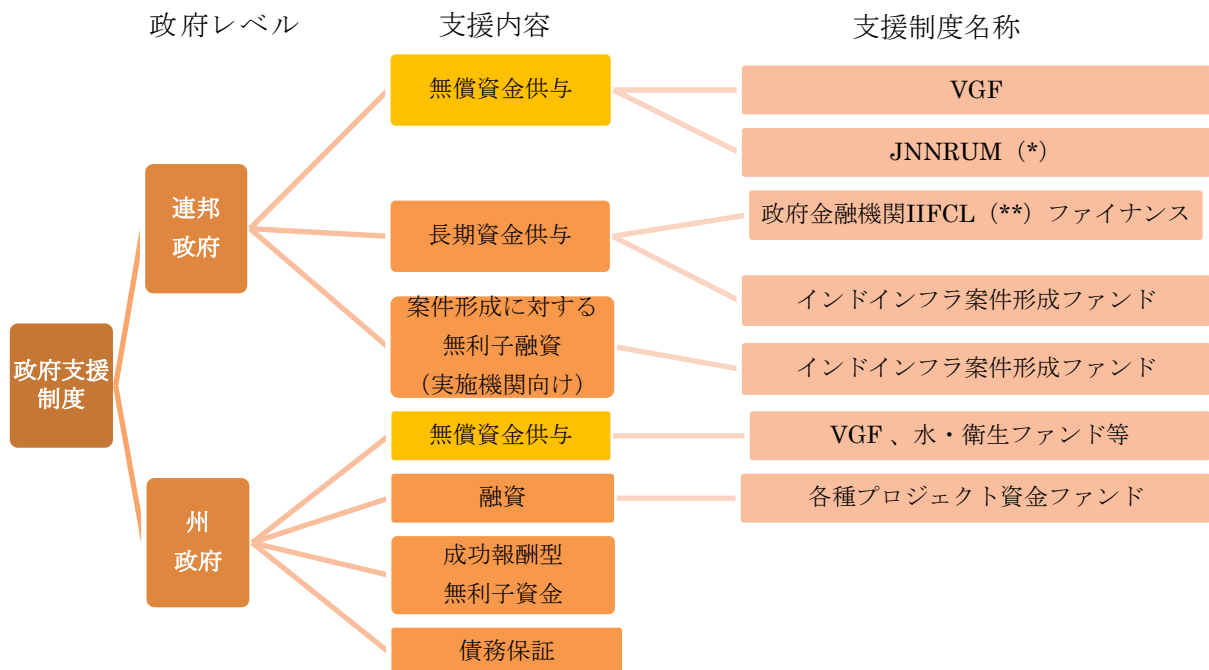 政府レベル
支援内容
支援制度名称
無償資金供与
VGF
JNNRUM（*）
連邦
政府
長期資金供与
政府金融機関IIFCL（**）ファイナンス
インドインフラ案件形成ファンド
案件形成に対する
無利子融資
（実施機関向け）
インドインフラ案件形成ファンド
政府支援
制度
無償資金供与
VGF 、水・衛生ファンド等
州
政府
融資
各種プロジェクト資金ファンド
成功報酬型
無利子資金
債務保証